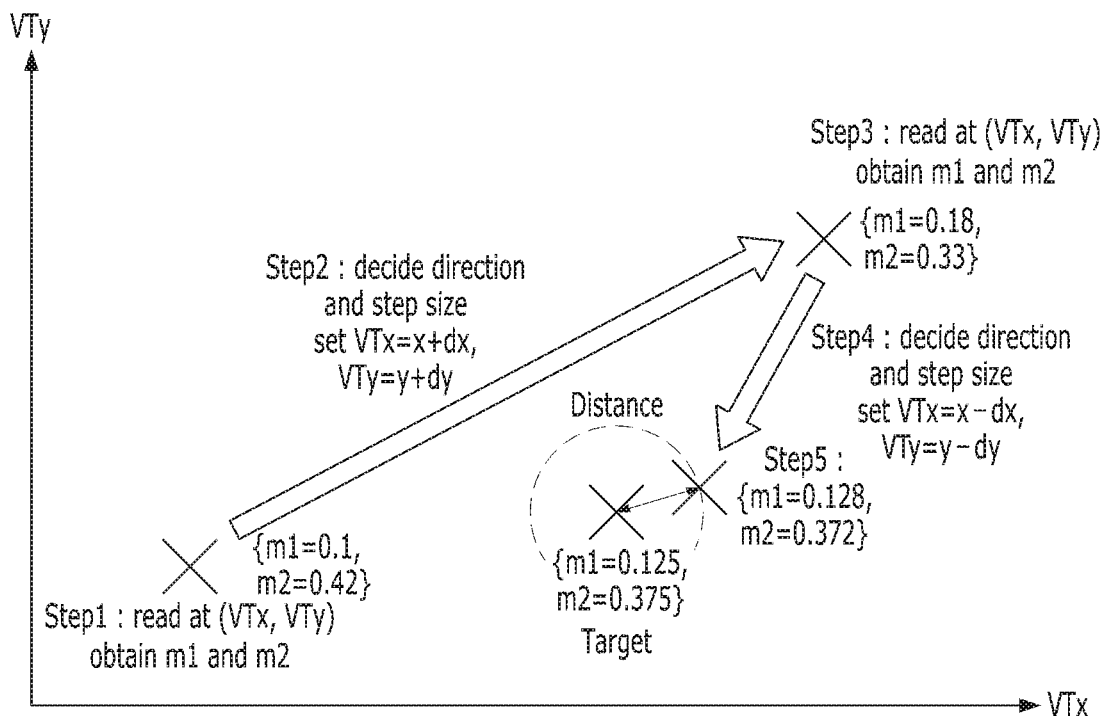 VTy
Step3 : read at (VTx, VTy)
obtain m1 and m2
{m1=0.18,
m2=0.33}
Step2 : decide direction
and step size
set VTx=x+dx,
VTy=y+dy
Step4 : decide direction
and step size
set VTx=x-dx,
VTy=y-dy
Distance
Step5 :
{m1=0.128,
m2=0.372}
{m1=0.1,
m2=0.42}
{m1=0.125,
m2=0.375}
Target
Step1 : read at (VTx, VTy)
obtain m1 and m2
VTx